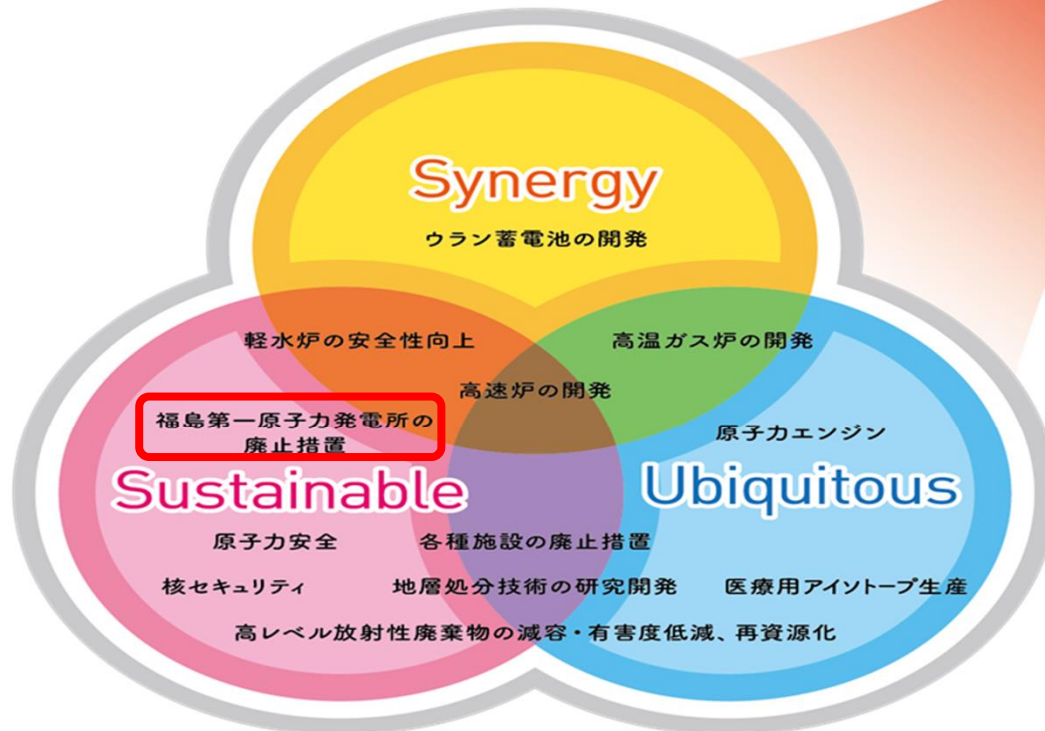 Synergy
ウラン蓄電池の開発
軽水炉の安全性向上
高温ガス炉の開発
高速炉の開発
福島第一原子力発電所の
廃止措置
原子力エンジン
Sustainable
Ubiquitous
原子力安全
各種施設の廃止措置
核セキュリティ
地層処分技術の研究開発
医療用アイソトープ生産
高レベル放射性廃棄物の減容・有害度低減、再資源化